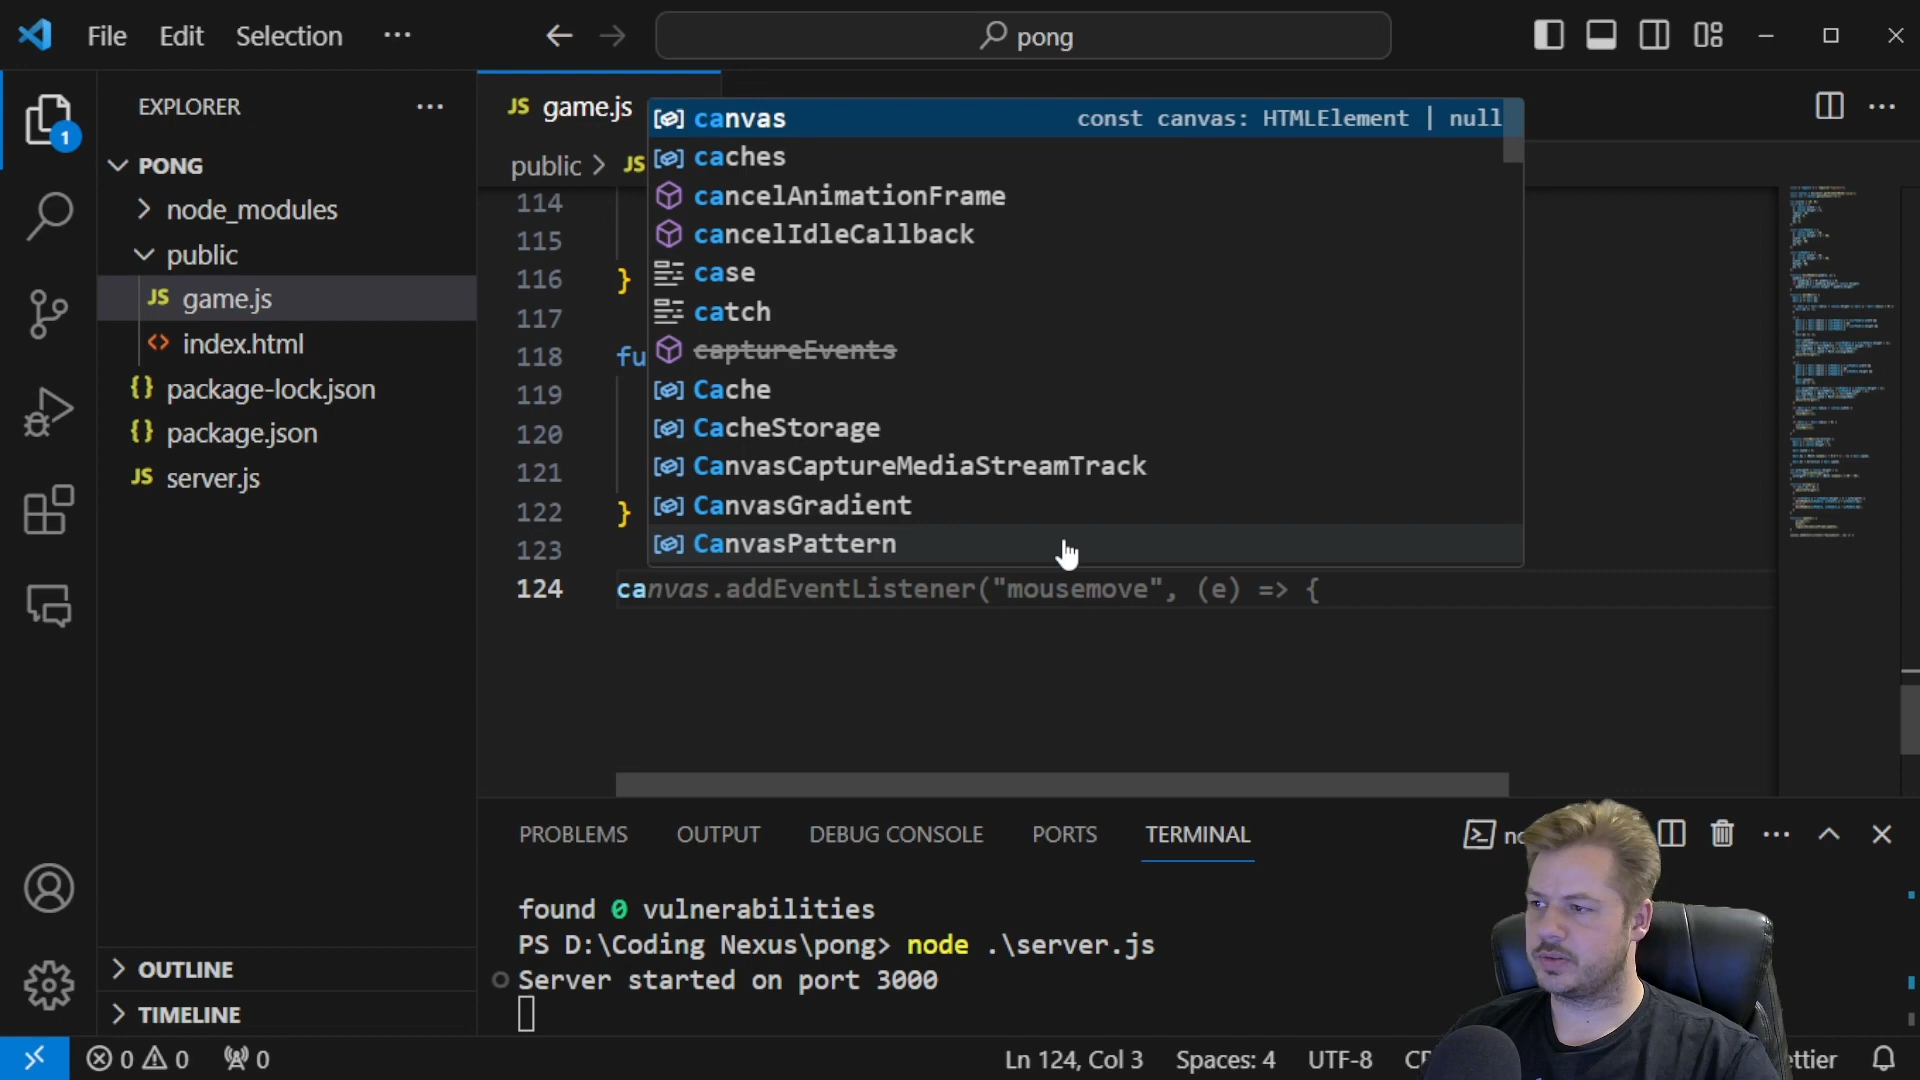 File Edit Selection ··· pong
EXPLORER ···
PONG
node_modules
public
JS game.js
<> index.html
{} package-lock.json
{} package.json
JS server.js
OUTLINE
TIMELINE
1
JS game.js
public > JS
canvas const canvas: HTMLElement | null
caches
cancelAnimationFrame
cancelIdleCallback
case
catch
captureEvents
Cache
CacheStorage
CanvasCaptureMediaStreamTrack
CanvasGradient
CanvasPattern
114
115
116 }
117
118 fu
119
120
121
122 }
123
124 canvas.addEventListener("mousemove", (e) => {
PROBLEMS OUTPUT DEBUG CONSOLE PORTS TERMINAL
found 0 vulnerabilities
PS D:\Coding Nexus\pong> node .\server.js
Server started on port 3000
0 0 0 Ln 124, Col 3 Spaces: 4 UTF-8